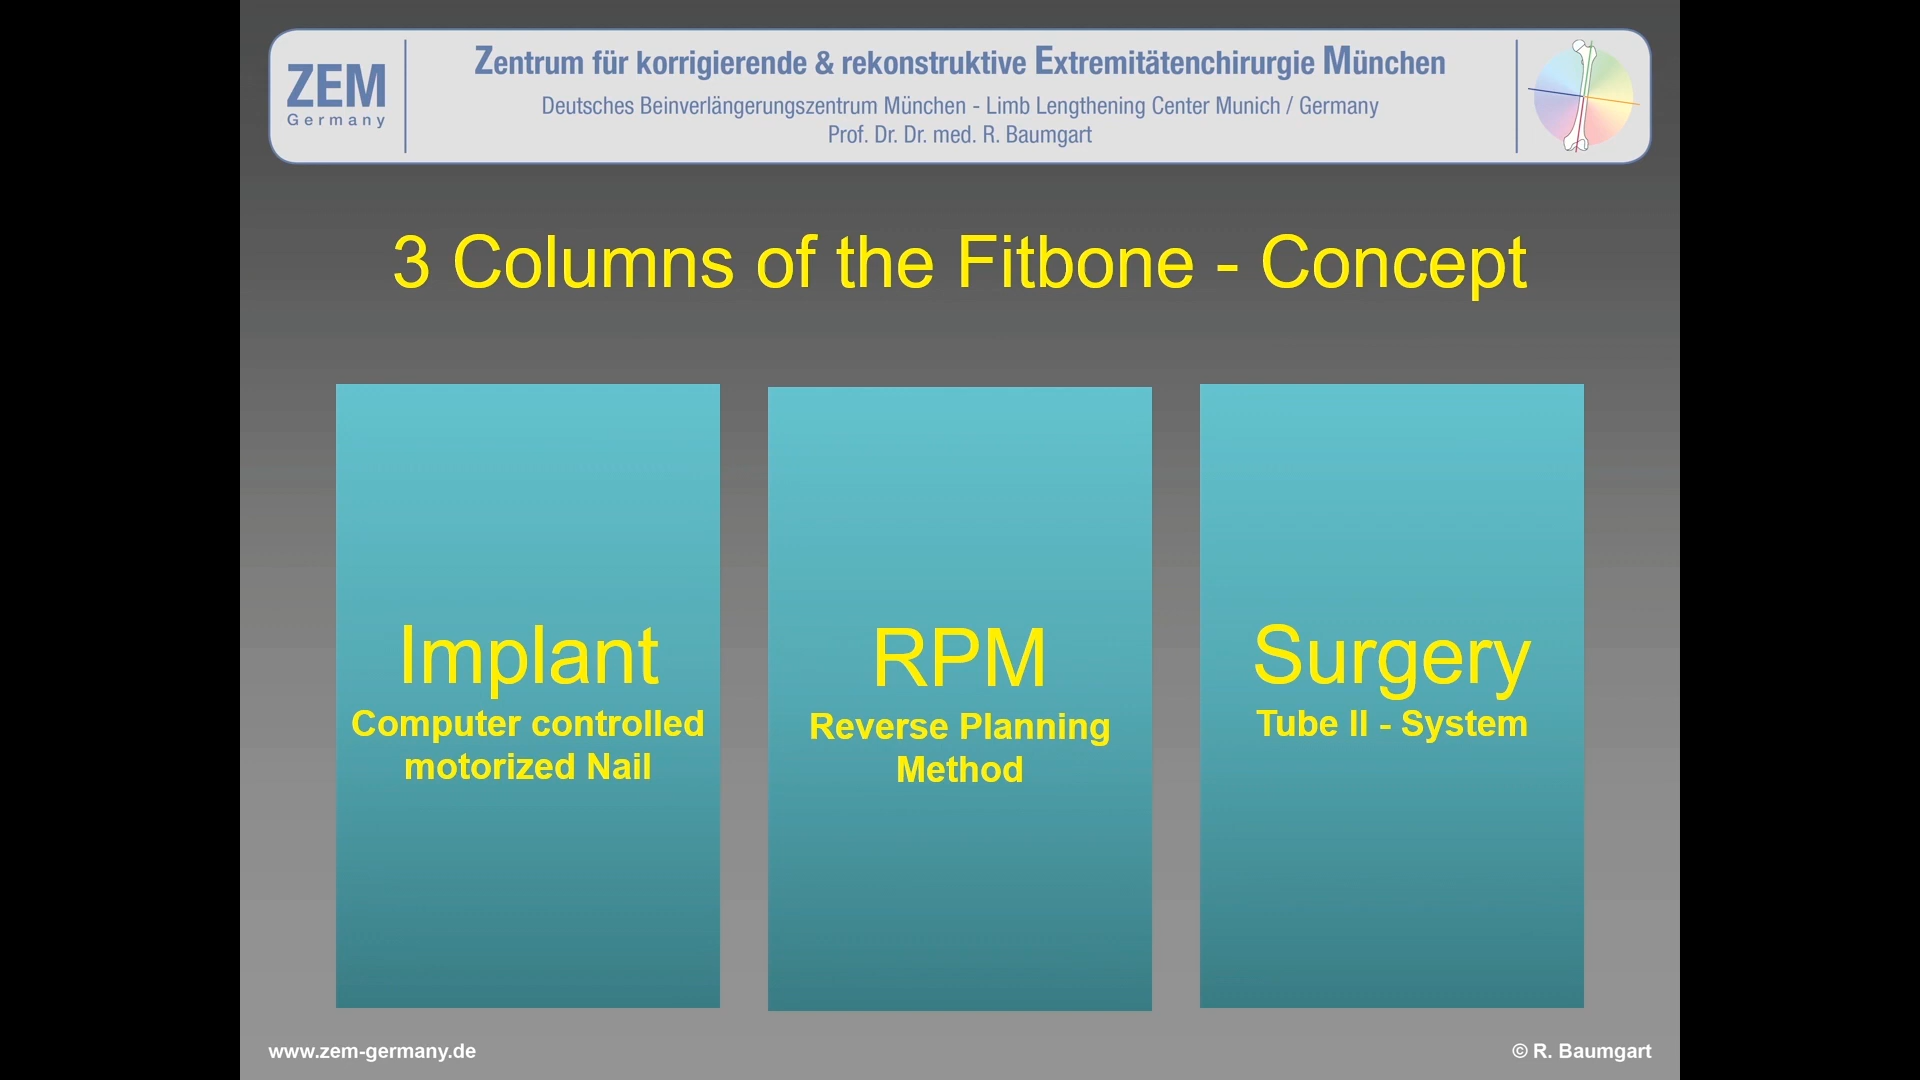 ZEM
Germany
Zentrum für korrigierende & rekonstruktive Extremitätenchirurgie München
Deutsches Beinverlängerungszentrum München - Limb Lengthening Center Munich / Germany
Prof. Dr. Dr. med. R. Baumgart
3 Columns of the Fitbone - Concept
Implant
Computer controlled
motorized Nail
RPM
Reverse Planning
Method
Surgery
Tube II - System
www.zem-germany.de
© R. Baumgart